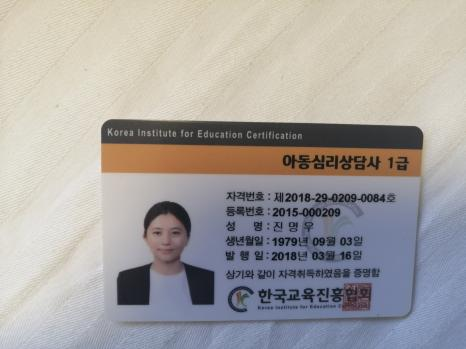 Korea Institute for Education Certification
아동심리상담사 1급
자격번호 : 제2018-29-0209-0084호
등록번호 : 2015-000209
성 명 : 진명우
생년월일 : 1979년 09월 03일
발 행 일 : 2018년 03월 16일
상기와 같이 자격취득하였음을 증명함
한국교육진흥협회
Korea Institute for Education